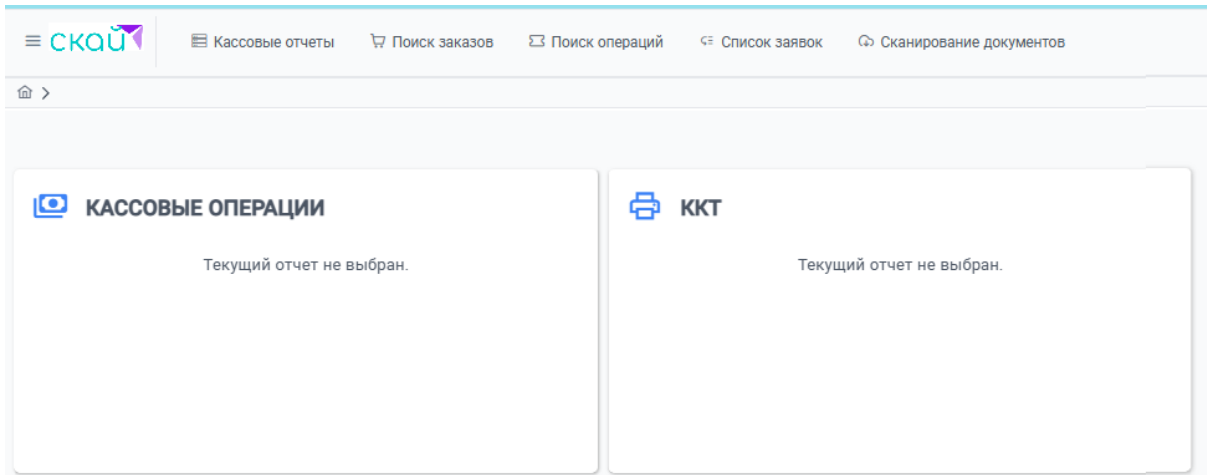 скай
Кассовые отчеты
Поиск заказов
Поиск операций
Список заявок
Сканирование документов
КАССОВЫЕ ОПЕРАЦИИ
Текущий отчет не выбран.
ККТ
Текущий отчет не выбран.